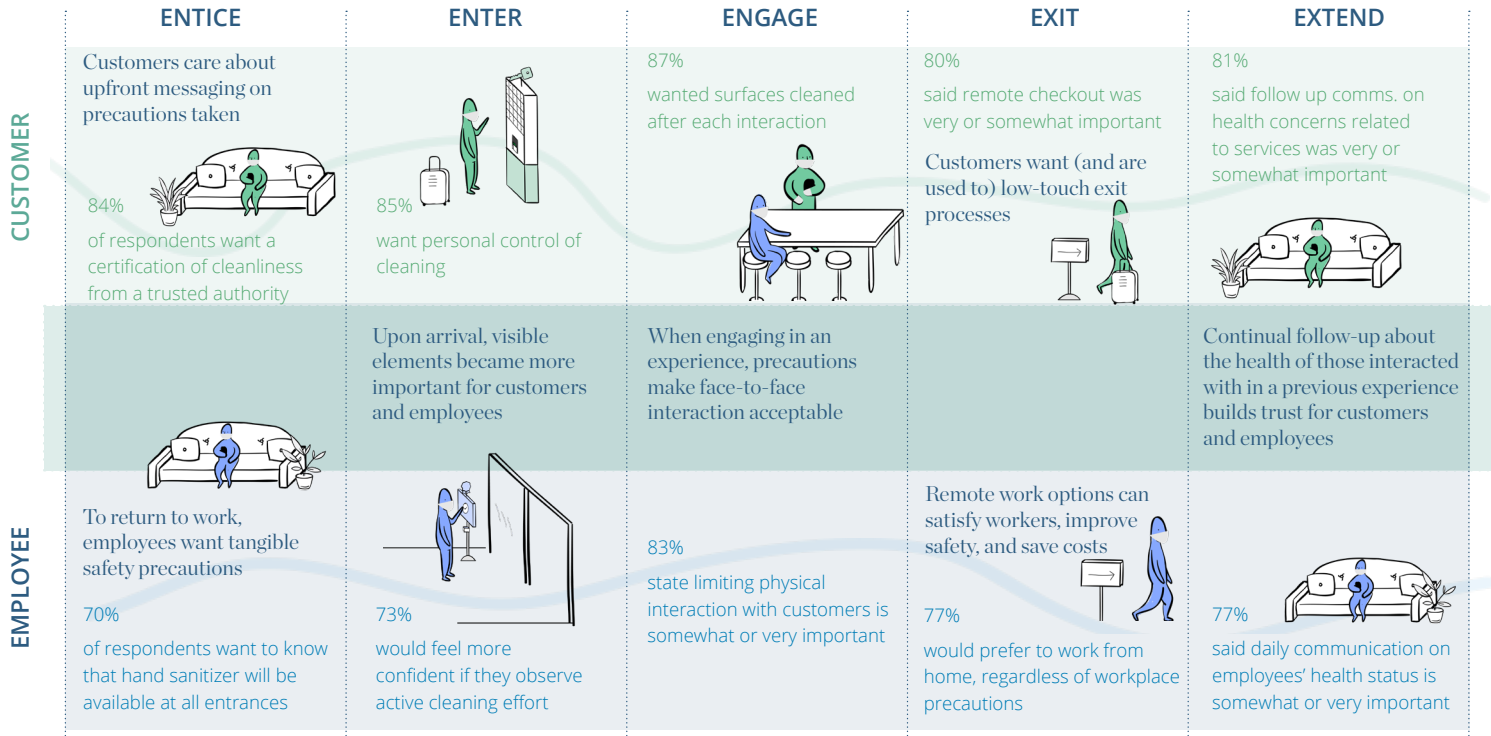 ENTICE
ENTER
ENGAGE
EXIT
EXTEND
CUSTOMER
Customers care about
upfront messaging on
precautions taken
84%
of respondents want a
certification of cleanliness
from a trusted authority
85%
want personal control of
cleaning
87%
wanted surfaces cleaned
after each interaction
80%
said remote checkout was
very or somewhat important
Customers want (and are
used to) low-touch exit
processes
81%
said follow up comms. on
health concerns related
to services was very or
somewhat important
Upon arrival, visible
elements became more
important for customers
and employees
When engaging in an
experience, precautions
make face-to-face
interaction acceptable
Continual follow-up about
the health of those interacted
with in a previous experience
builds trust for customers
and employees
EMPLOYEE
To return to work,
employees want tangible
safety precautions
70%
of respondents want to know
that hand sanitizer will be
available at all entrances
73%
would feel more
confident if they observe
active cleaning effort
83%
state limiting physical
interaction with customers is
somewhat or very important
Remote work options can
satisfy workers, improve
safety, and save costs
77%
would prefer to work from
home, regardless of workplace
precautions
77%
said daily communication on
employees’ health status is
somewhat or very important